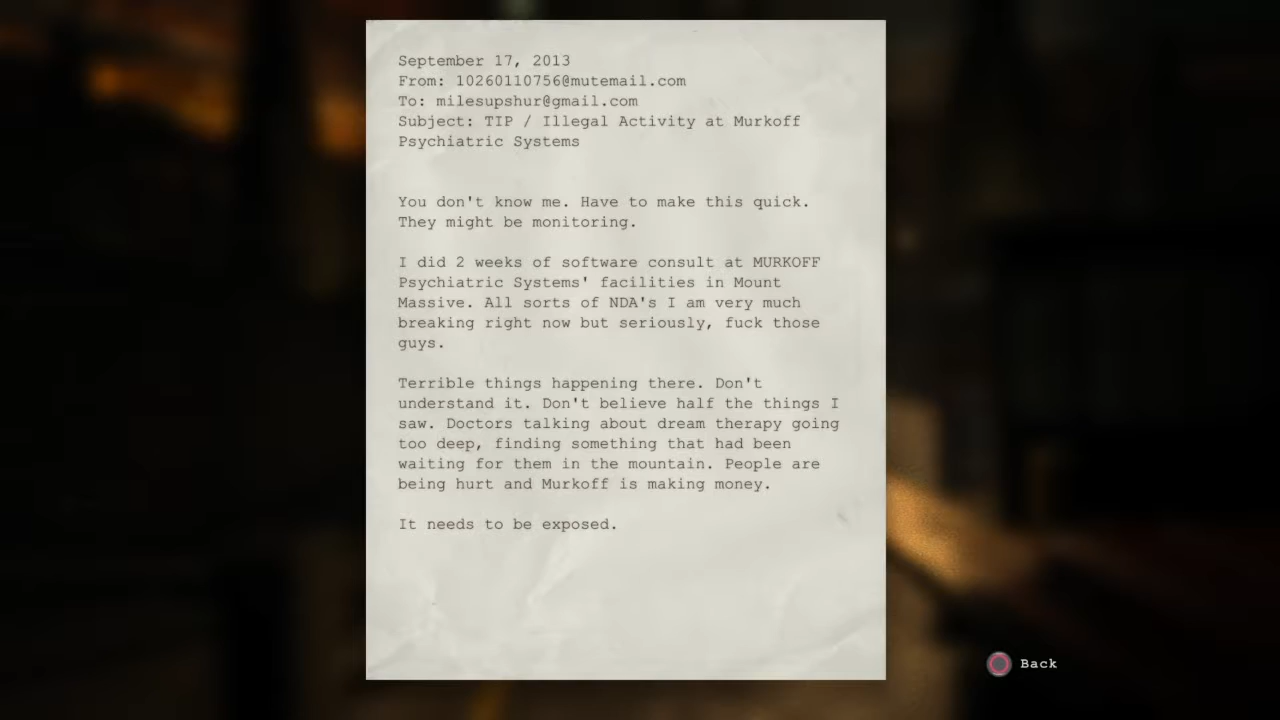 September 17, 2013
From: 10260110756@mutemail.com
To: milesupshur@gmail.com
Subject: TIP / Illegal Activity at Murkoff
Psychiatric Systems
You don't know me. Have to make this quick.
They might be monitoring.
I did 2 weeks of software consult at MURKOFF
Psychiatric Systems' facilities in Mount
Massive. All sorts of NDA's I am very much
breaking right now but seriously, fuck those
guys.
Terrible things happening there. Don't
understand it. Don't believe half the things I
saw. Doctors talking about dream therapy going
too deep, finding something that had been
waiting for them in the mountain. People are
being hurt and Murkoff is making money.
It needs to be exposed.
Back